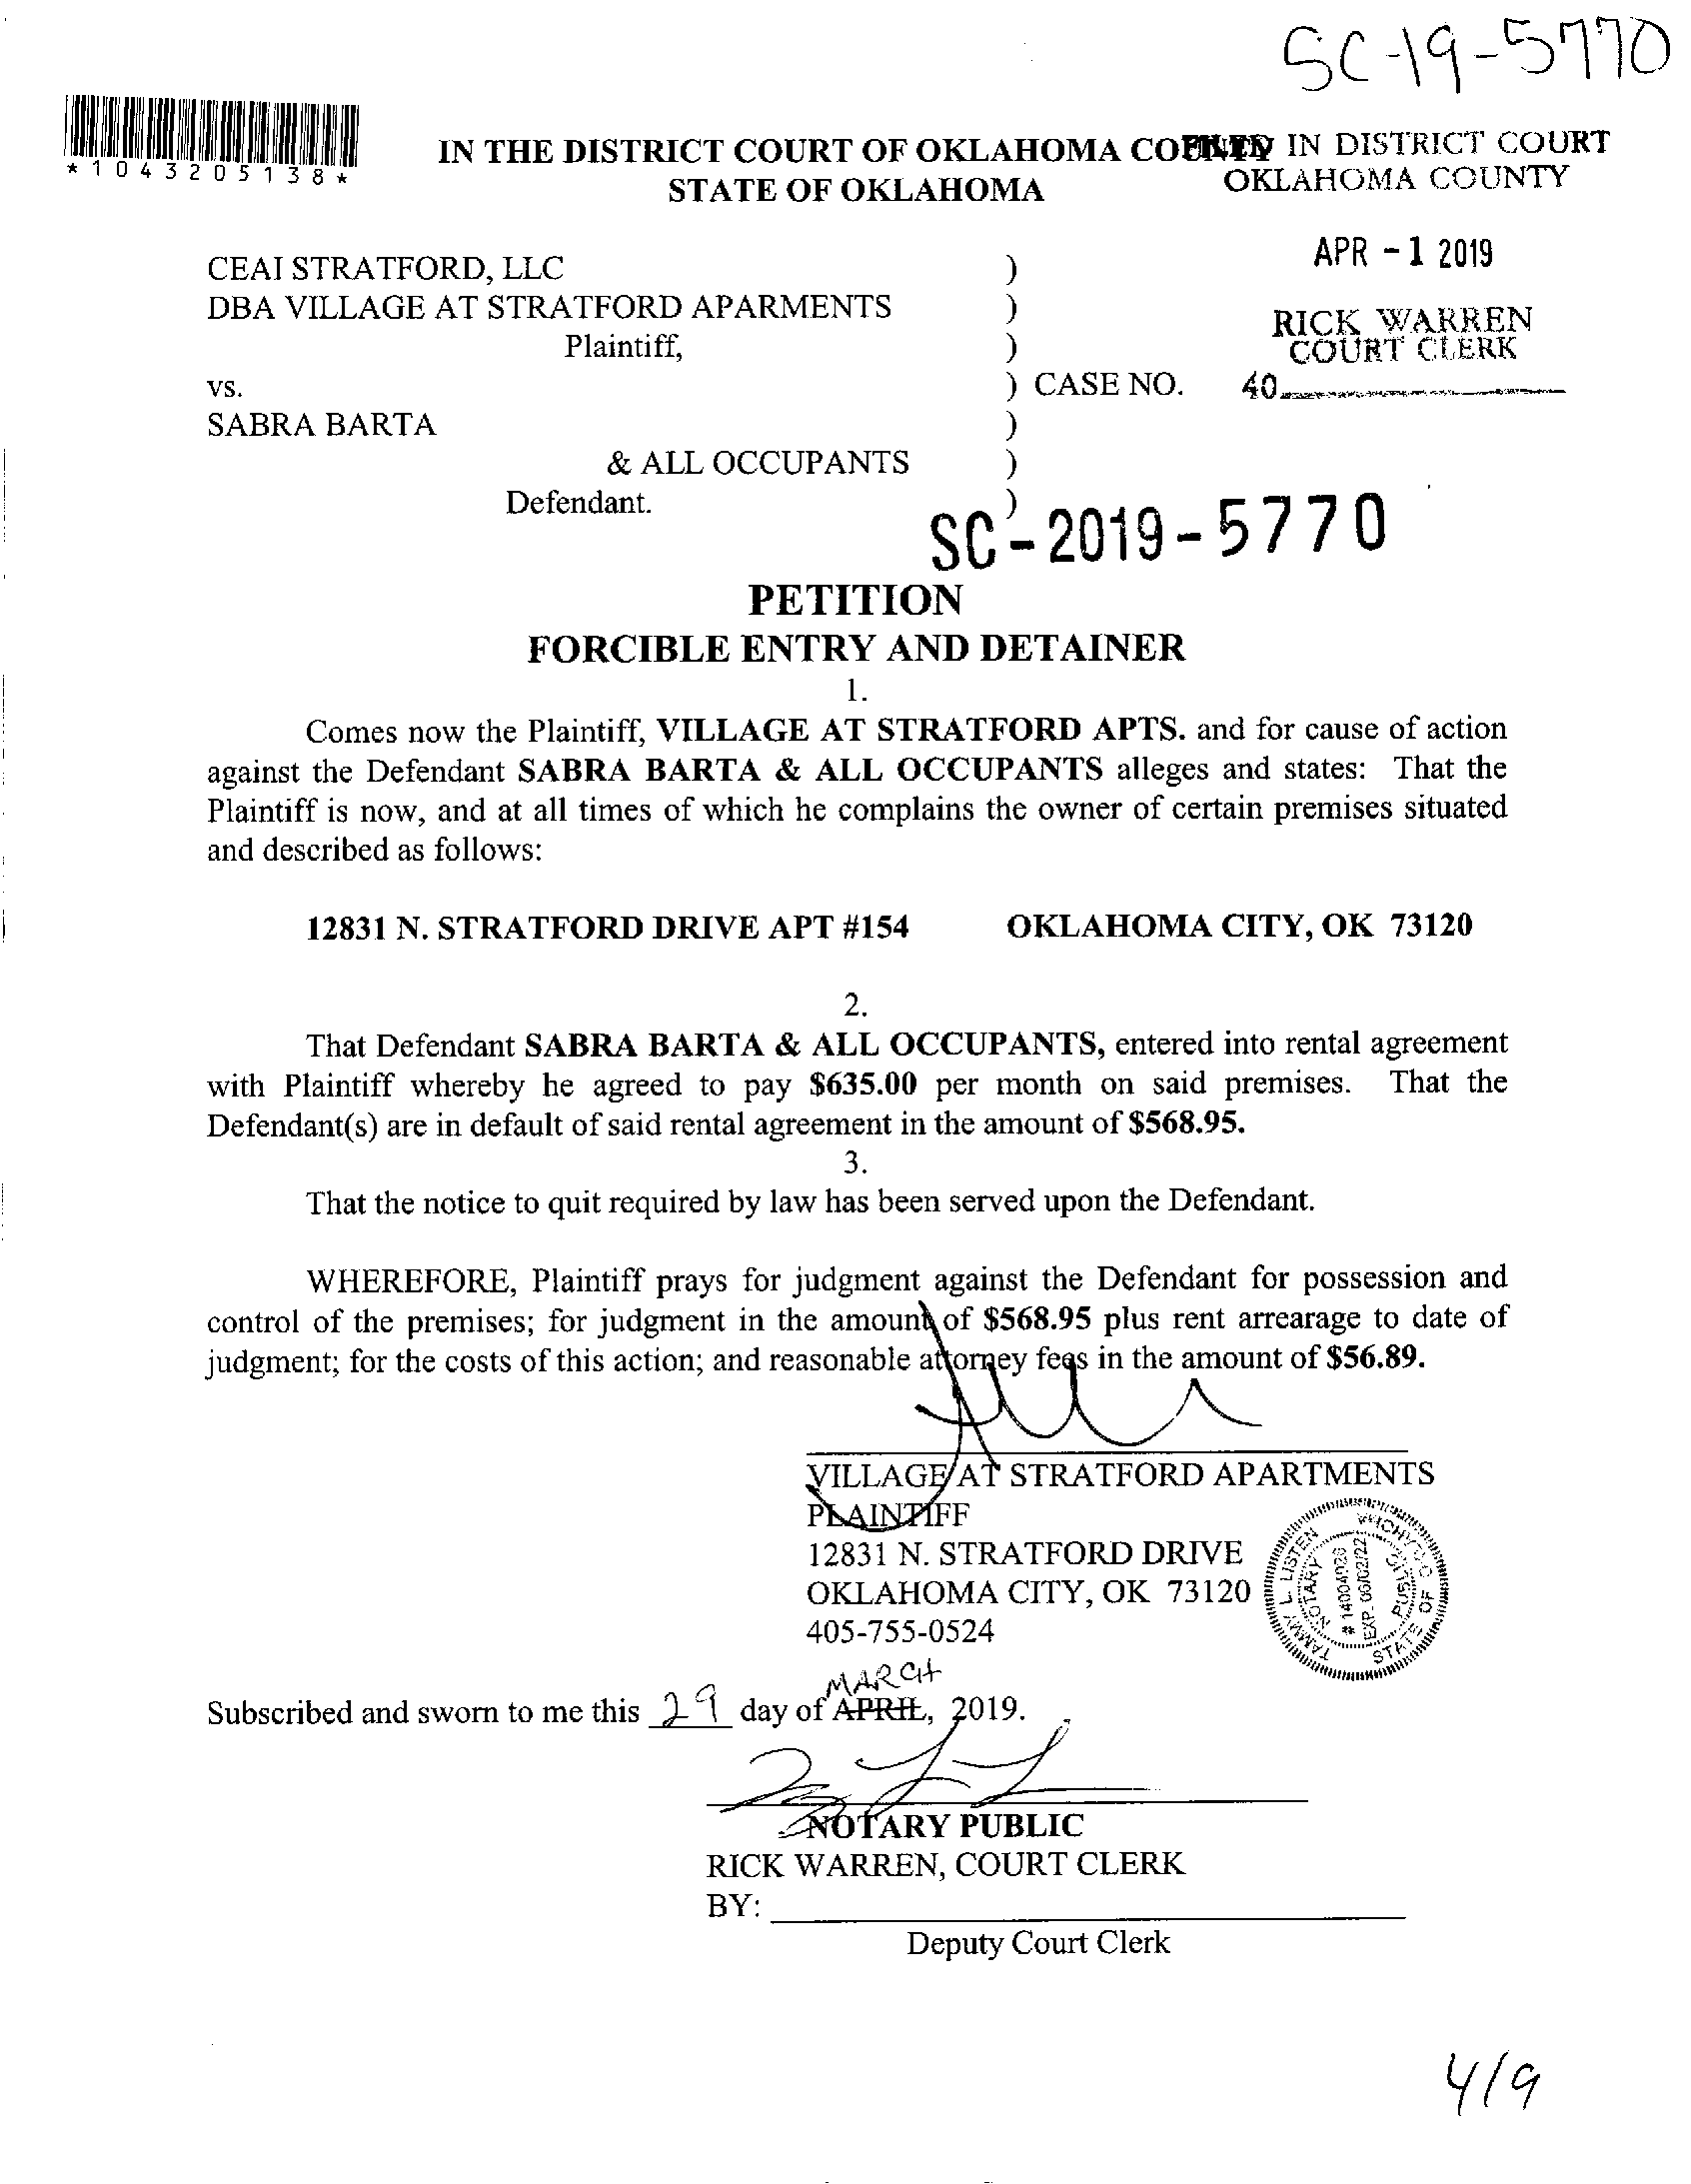 SC-19-5770
*1043205138*
IN THE DISTRICT COURT OF OKLAHOMA COUNTY
STATE OF OKLAHOMA
FILED IN DISTRICT COURT
OKLAHOMA COUNTY
APR -1 2019
RICK WARREN
COURT CLERK
40
CEAI STRATFORD, LLC )
DBA VILLAGE AT STRATFORD APARMENTS )
Plaintiff, )
vs. ) CASE NO.
SABRA BARTA )
& ALL OCCUPANTS )
Defendant. )
SC-2019-5770
PETITION
FORCIBLE ENTRY AND DETAINER
1.
Comes now the Plaintiff, VILLAGE AT STRATFORD APTS. and for cause of action
against the Defendant SABRA BARTA & ALL OCCUPANTS alleges and states: That the
Plaintiff is now, and at all times of which he complains the owner of certain premises situated
and described as follows:
12831 N. STRATFORD DRIVE APT #154 OKLAHOMA CITY, OK 73120
2.
That Defendant SABRA BARTA & ALL OCCUPANTS, entered into rental agreement
with Plaintiff whereby he agreed to pay $635.00 per month on said premises. That the
Defendant(s) are in default of said rental agreement in the amount of $568.95.
3.
That the notice to quit required by law has been served upon the Defendant.
WHEREFORE, Plaintiff prays for judgment against the Defendant for possession and
control of the premises; for judgment in the amount of $568.95 plus rent arrearage to date of
judgment; for the costs of this action; and reasonable attorney fees in the amount of $56.89.
VILLAGE AT STRATFORD APARTMENTS
PLAINTIFF
12831 N. STRATFORD DRIVE
OKLAHOMA CITY, OK 73120
405-755-0524
TAMMY L. LISTEN
NOTARY
# 14004026
EXP. 06/02/22
PUBLIC
STATE OF OKLAHOMA
MARCH
Subscribed and sworn to me this 29 day of APRIL, 2019.
NOTARY PUBLIC
RICK WARREN, COURT CLERK
BY:
Deputy Court Clerk
4/9